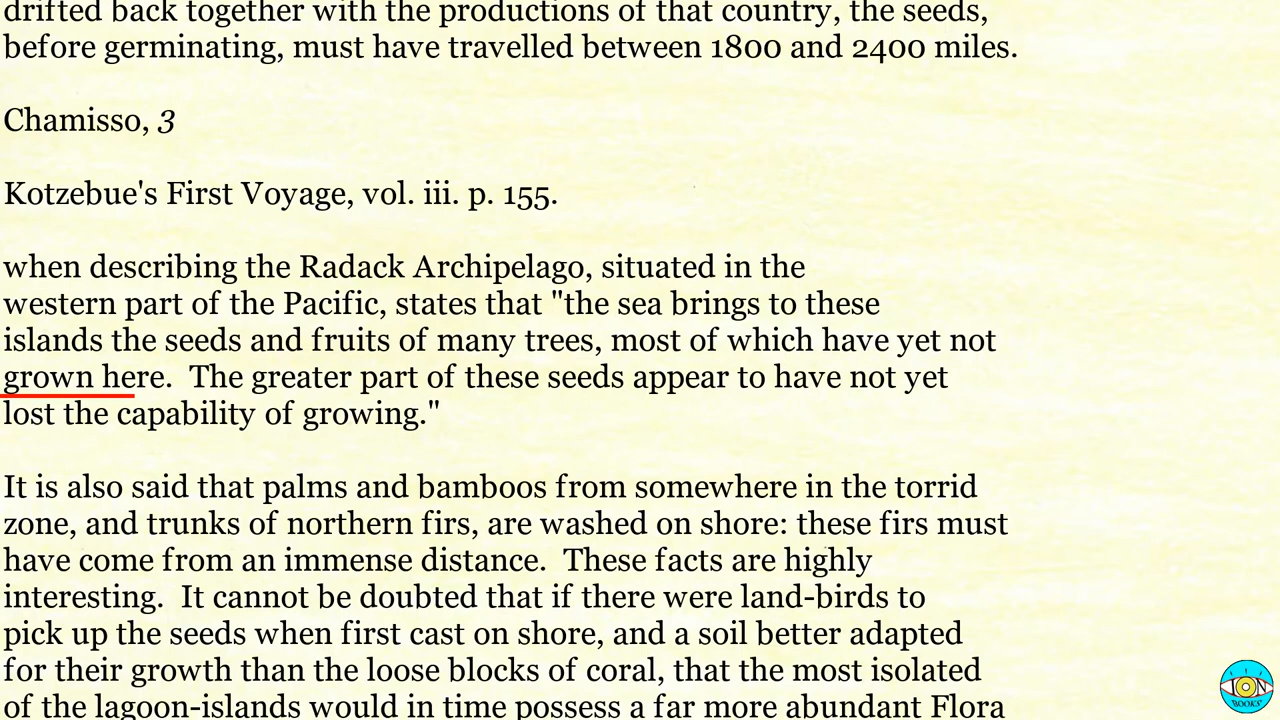 drifted back together with the productions of that country, the seeds,
before germinating, must have travelled between 1800 and 2400 miles.
Chamisso, 3
Kotzebue's First Voyage, vol. iii. p. 155.
when describing the Radack Archipelago, situated in the
western part of the Pacific, states that "the sea brings to these
islands the seeds and fruits of many trees, most of which have yet not
grown here.  The greater part of these seeds appear to have not yet
lost the capability of growing."
It is also said that palms and bamboos from somewhere in the torrid
zone, and trunks of northern firs, are washed on shore: these firs must
have come from an immense distance.  These facts are highly
interesting.  It cannot be doubted that if there were land-birds to
pick up the seeds when first cast on shore, and a soil better adapted
for their growth than the loose blocks of coral, that the most isolated
of the lagoon-islands would in time possess a far more abundant Flora
ION
BOOKS